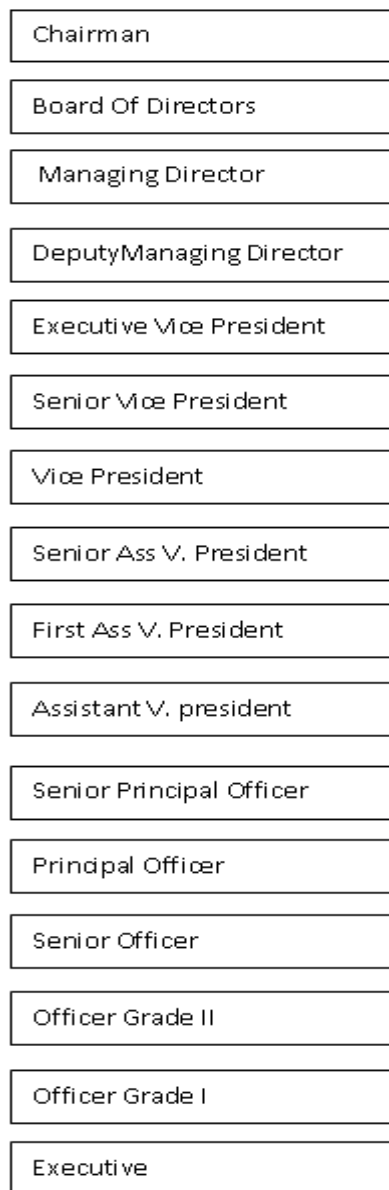 Chairman
Board Of Directors
Managing Director
DeputyManaging Director
Executive Vice President
Senior Vice President
Vice President
Senior Ass V. President
First Ass V. President
Assistant V. president
Senior Principal Officer
Principal Officer
Senior Officer
Officer Grade II
Officer Grade I
Executive